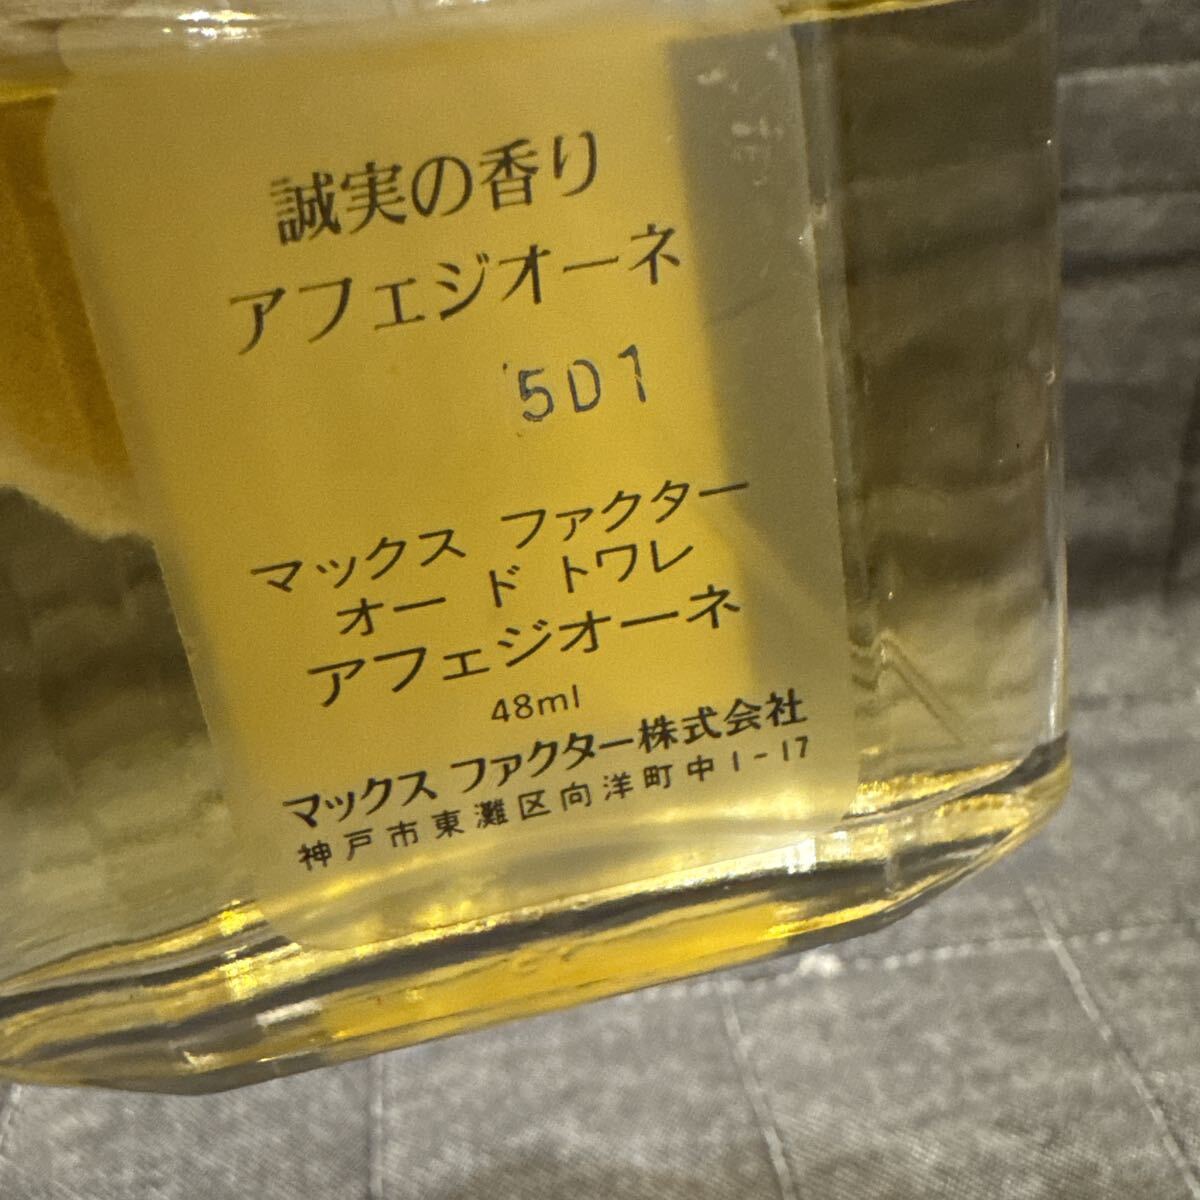 誠実の香り
アフェジオーネ
5D1
マックス ファクター
オー ド トワレ
アフェジオーネ
48ml
マックス ファクター株式会社
神戸市東灘区向洋町中1-17